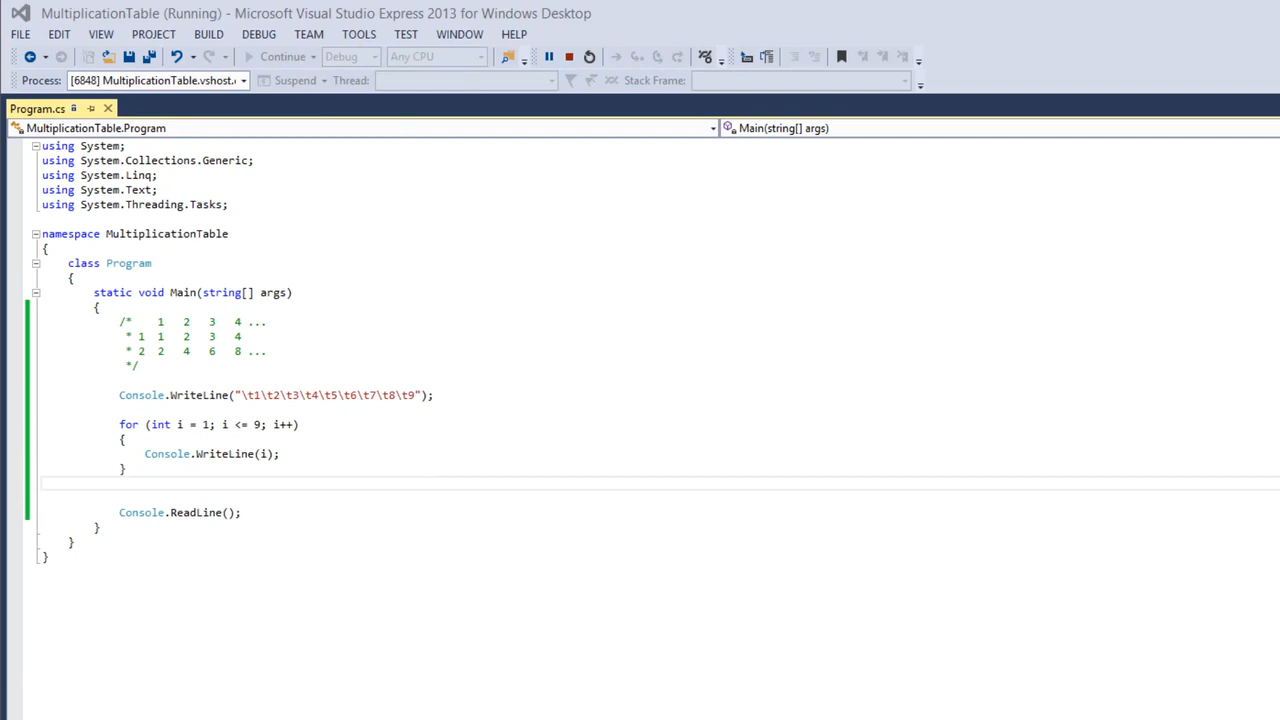 MultiplicationTable (Running) - Microsoft Visual Studio Express 2013 for Windows Desktop
FILE EDIT VIEW PROJECT BUILD DEBUG TEAM TOOLS TEST WINDOW HELP
Continue Debug Any CPU
Process: [6848] MultiplicationTable.vshost. Suspend Thread: Stack Frame:
Program.cs
MultiplicationTable.Program Main(string[] args)
using System;
using System.Collections.Generic;
using System.Linq;
using System.Text;
using System.Threading.Tasks;
namespace MultiplicationTable
{
class Program
{
static void Main(string[] args)
{
/* 1 2 3 4 ...
* 1 1 2 3 4
* 2 2 4 6 8 ...
*/
Console.WriteLine("\t1\t2\t3\t4\t5\t6\t7\t8\t9");
for (int i = 1; i <= 9; i++)
{
Console.WriteLine(i);
}
Console.ReadLine();
}
}
}